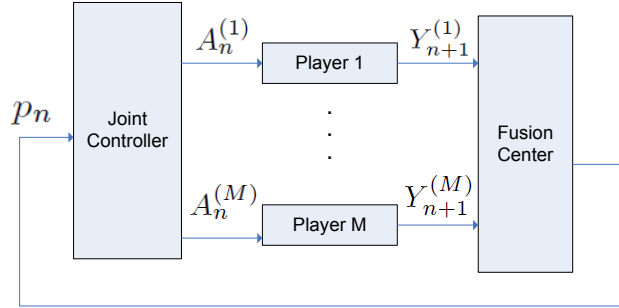 p_n
Joint Controller
A_n^{(1)}
Player 1
Y_{n+1}^{(1)}
.
.
.
A_n^{(M)}
Player M
Y_{n+1}^{(M)}
Fusion Center